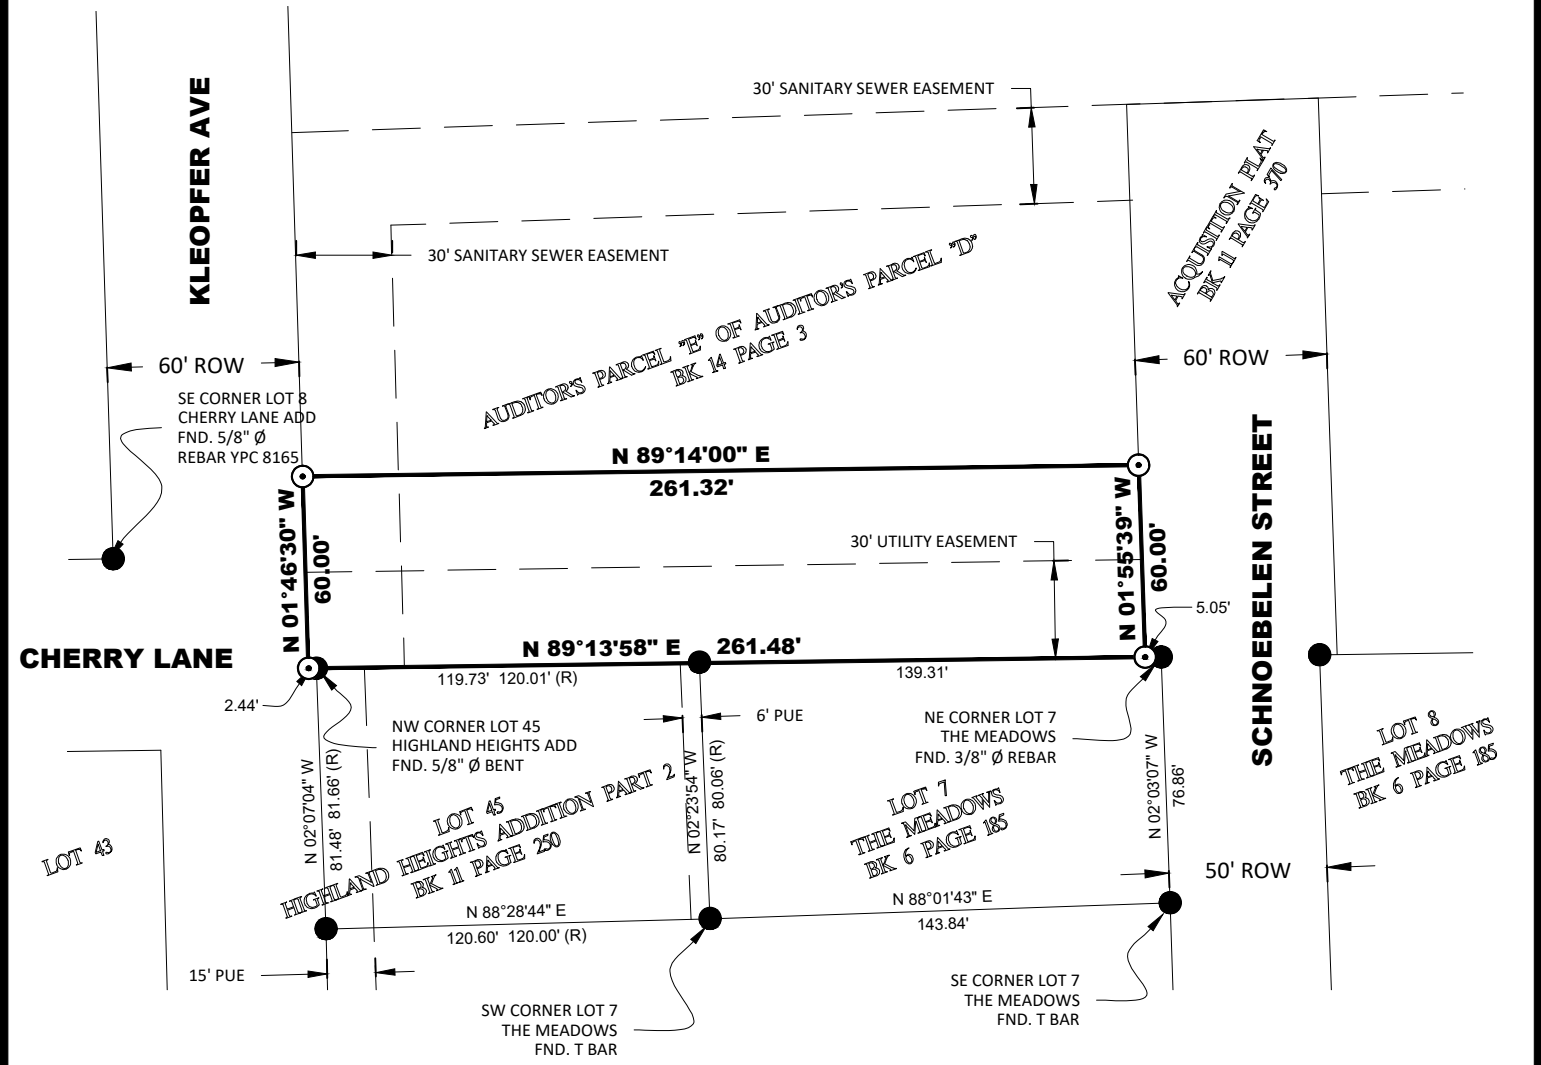 30' SANITARY SEWER EASEMENT
KLEOPFER AVE
ACQUISITION PLAT
BK 11 PAGE 370
30' SANITARY SEWER EASEMENT
AUDITOR'S PARCEL "E" OF AUDITOR'S PARCEL "D"
BK 14 PAGE 3
60' ROW
60' ROW
SE CORNER LOT 8
CHERRY LANE ADD
FND. 5/8" Ø
REBAR YPC 8165
N 89°14'00" E
261.32'
N 01°46'30" W
60.00'
30' UTILITY EASEMENT
N 01°55'39" W
60.00'
SCHNOEBELEN STREET
5.05'
CHERRY LANE
N 89°13'58" E 261.48'
119.73' 120.01' (R)
139.31'
2.44'
6' PUE
NW CORNER LOT 45
HIGHLAND HEIGHTS ADD
FND. 5/8" Ø BENT
NE CORNER LOT 7
THE MEADOWS
FND. 3/8" Ø REBAR
LOT 8
THE MEADOWS
BK 6 PAGE 185
N 02°07'04" W
81.48' 81.66' (R)
LOT 45
HIGHLAND HEIGHTS ADDITION PART 2
BK 11 PAGE 250
N 02°23'54" W
80.17' 80.06' (R)
LOT 7
THE MEADOWS
BK 6 PAGE 185
N 02°03'07" W
76.86'
LOT 43
50' ROW
N 88°28'44" E
120.60' 120.00' (R)
N 88°01'43" E
143.84'
15' PUE
SW CORNER LOT 7
THE MEADOWS
FND. T BAR
SE CORNER LOT 7
THE MEADOWS
FND. T BAR